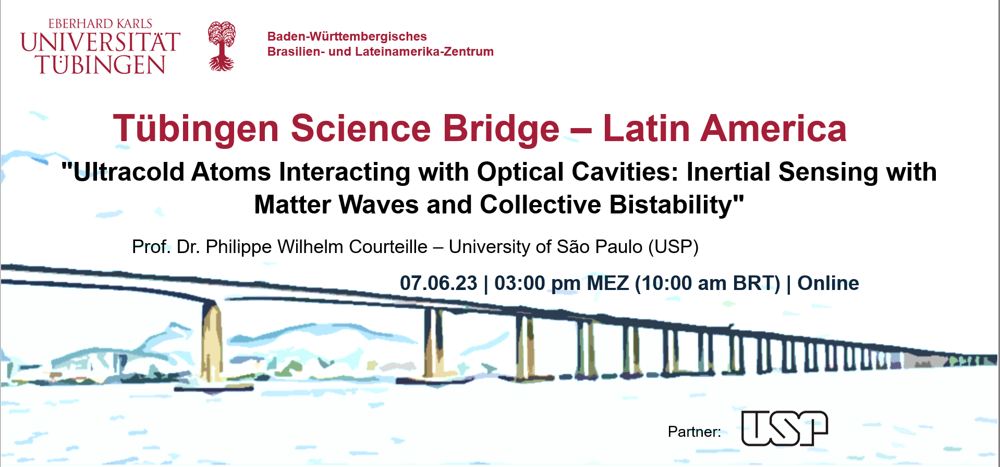 EBERHARD KARLS
UNIVERSITÄT
TÜBINGEN
Baden-Württembergisches
Brasilien- und Lateinamerika-Zentrum
Tübingen Science Bridge – Latin America
"Ultracold Atoms Interacting with Optical Cavities: Inertial Sensing with
Matter Waves and Collective Bistability"
Prof. Dr. Philippe Wilhelm Courteille – University of São Paulo (USP)
07.06.23 | 03:00 pm MEZ (10:00 am BRT) | Online
Partner: USP